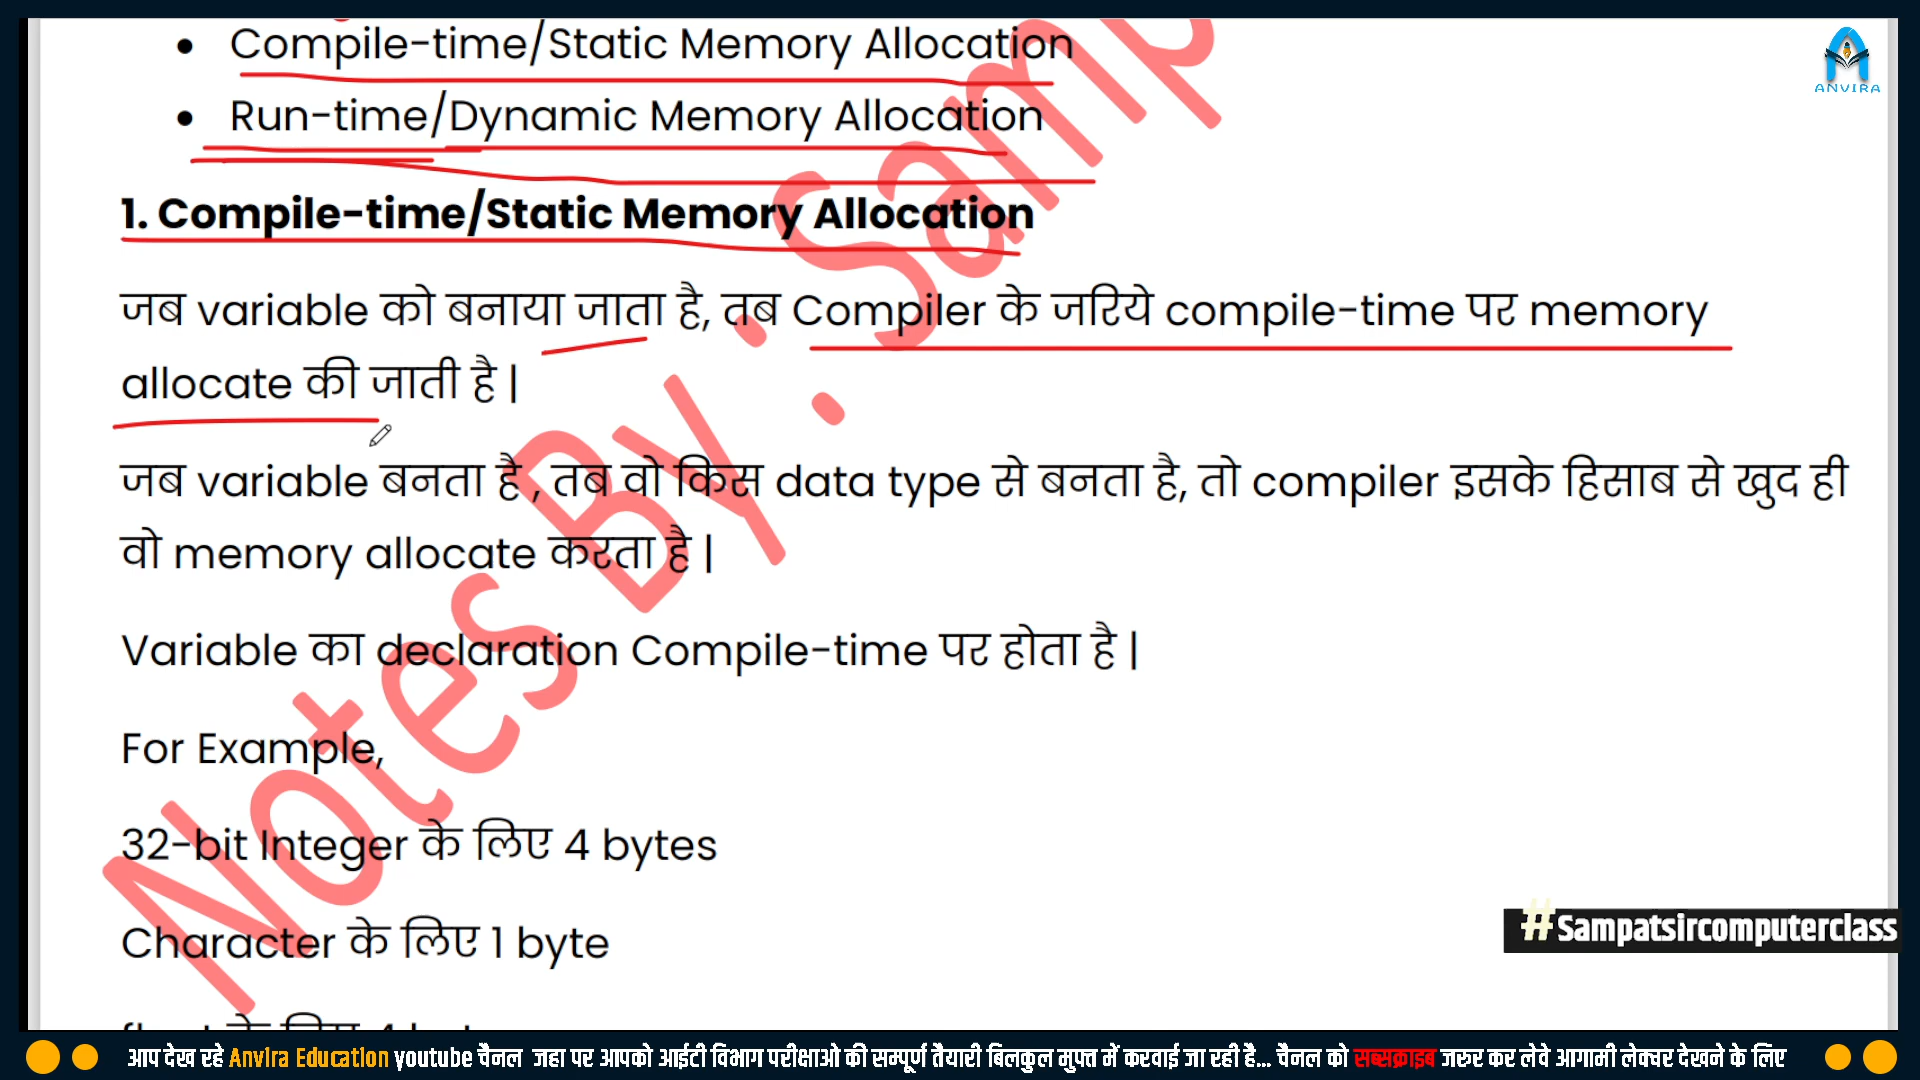 • Compile-time/Static Memory Allocation
ANVIRA
• Run-time/Dynamic Memory Allocation
1. Compile-time/Static Memory Allocation
जब variable को बनाया जाता है, तब Compiler के जरिये compile-time पर memory
allocate की जाती है |
जब variable बनता है , तब वो किस data type से बनता है, तो compiler इसके हिसाब से खुद ही
वो memory allocate करता है |
Variable का declaration Compile-time पर होता है |
For Example,
32-bit Integer के लिए 4 bytes
Character के लिए 1 byte
Notes By : Samp
#Sampatsircomputerclass
आप देख रहे Anvira Education youtube चैनल जहा पर आपको आईटी विभाग परीक्षाओ की सम्पूर्ण तैयारी बिलकुल मुफ्त में करवाई जा रही है... चैनल को सब्सक्राइब जरुर कर लेवे आगामी लेक्चर देखने के लिए